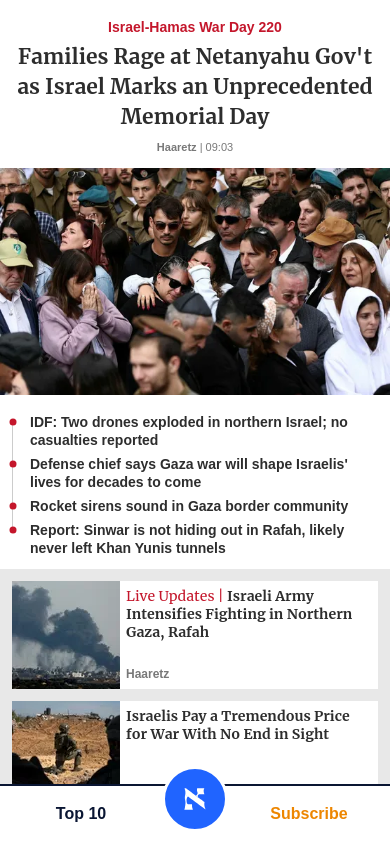 Israel-Hamas War Day 220
Families Rage at Netanyahu Gov't
as Israel Marks an Unprecedented
Memorial Day
Haaretz | 09:03
IDF: Two drones exploded in northern Israel; no
casualties reported
Defense chief says Gaza war will shape Israelis'
lives for decades to come
Rocket sirens sound in Gaza border community
Report: Sinwar is not hiding out in Rafah, likely
never left Khan Yunis tunnels
Live Updates | Israeli Army
Intensifies Fighting in Northern
Gaza, Rafah
Haaretz
Israelis Pay a Tremendous Price
for War With No End in Sight
Top 10
א
Subscribe